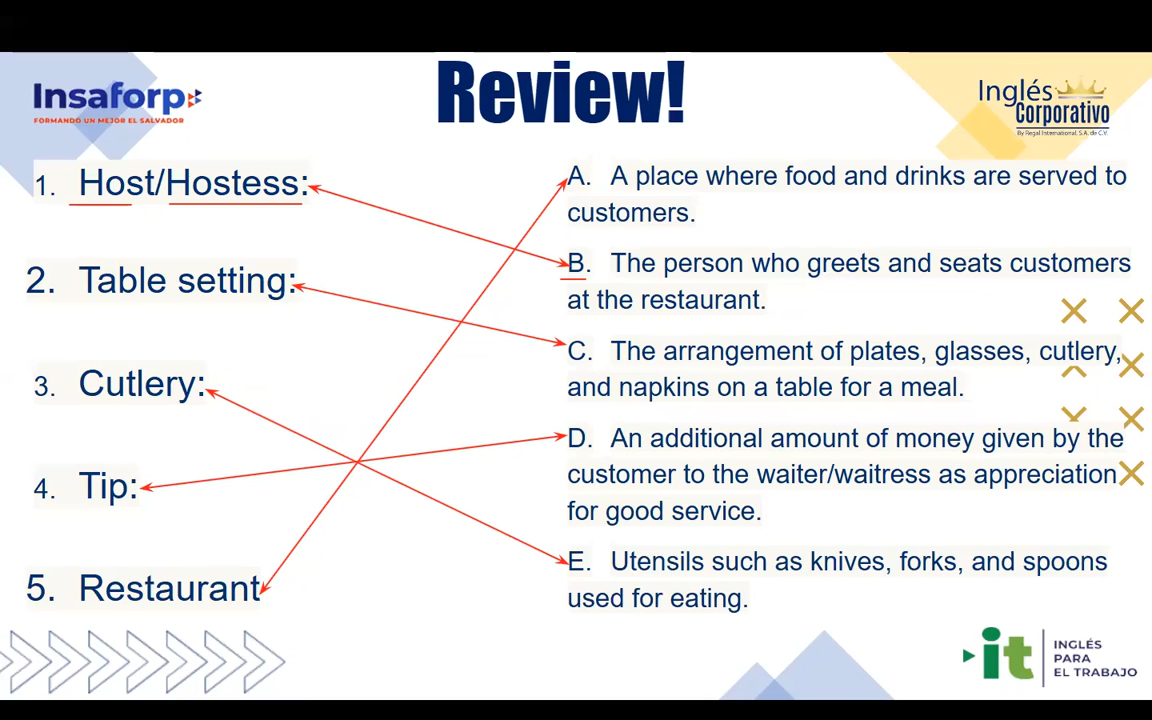 Review!
Insaforp
FORMANDO UN MEJOR EL SALVADOR
Inglés
Corporativo
By Regal International, S.A. de C.V.
1. Host/Hostess:
2. Table setting:
3. Cutlery:
4. Tip:
5. Restaurant
A. A place where food and drinks are served to
customers.
B. The person who greets and seats customers
at the restaurant.
C. The arrangement of plates, glasses, cutlery,
and napkins on a table for a meal.
D. An additional amount of money given by the
customer to the waiter/waitress as appreciation
for good service.
E. Utensils such as knives, forks, and spoons
used for eating.
it
INGLÉS
PARA
EL TRABAJO